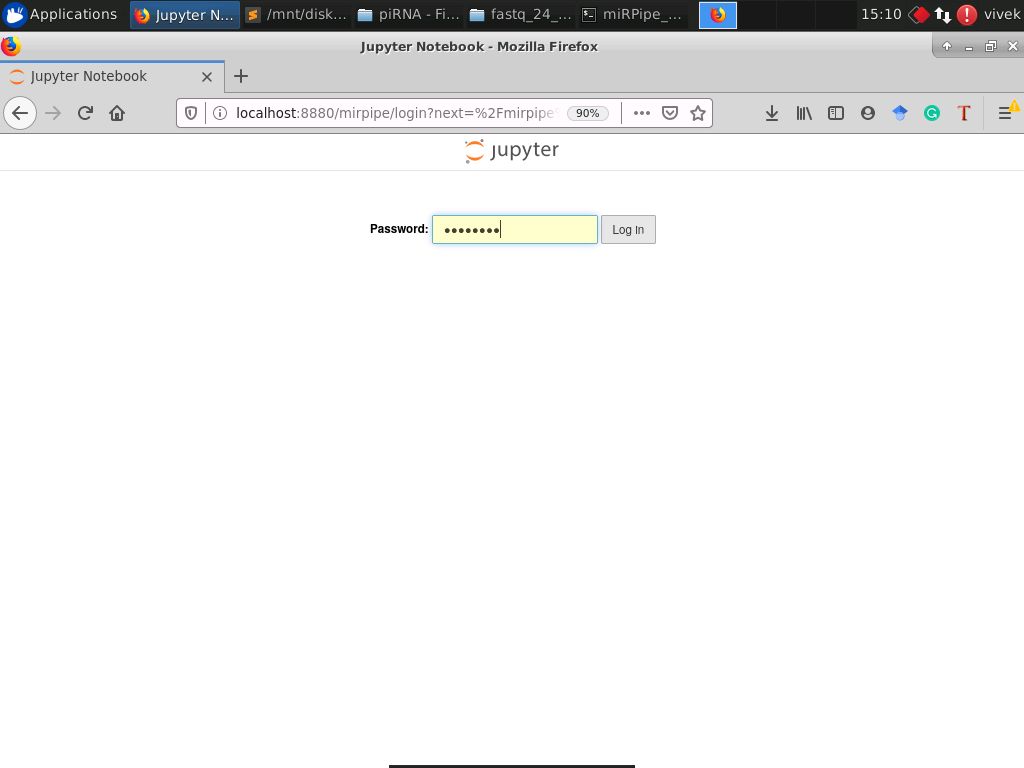 Applications Jupyter N... /mnt/disk... piRNA - Fi... fastq_24_... miRPipe_... 15:10 vivek
Jupyter Notebook - Mozilla Firefox
Jupyter Notebook
localhost:8880/mirpipe/login?next=%2Fmirpipe 90%
jupyter
Password: •••••••• Log in